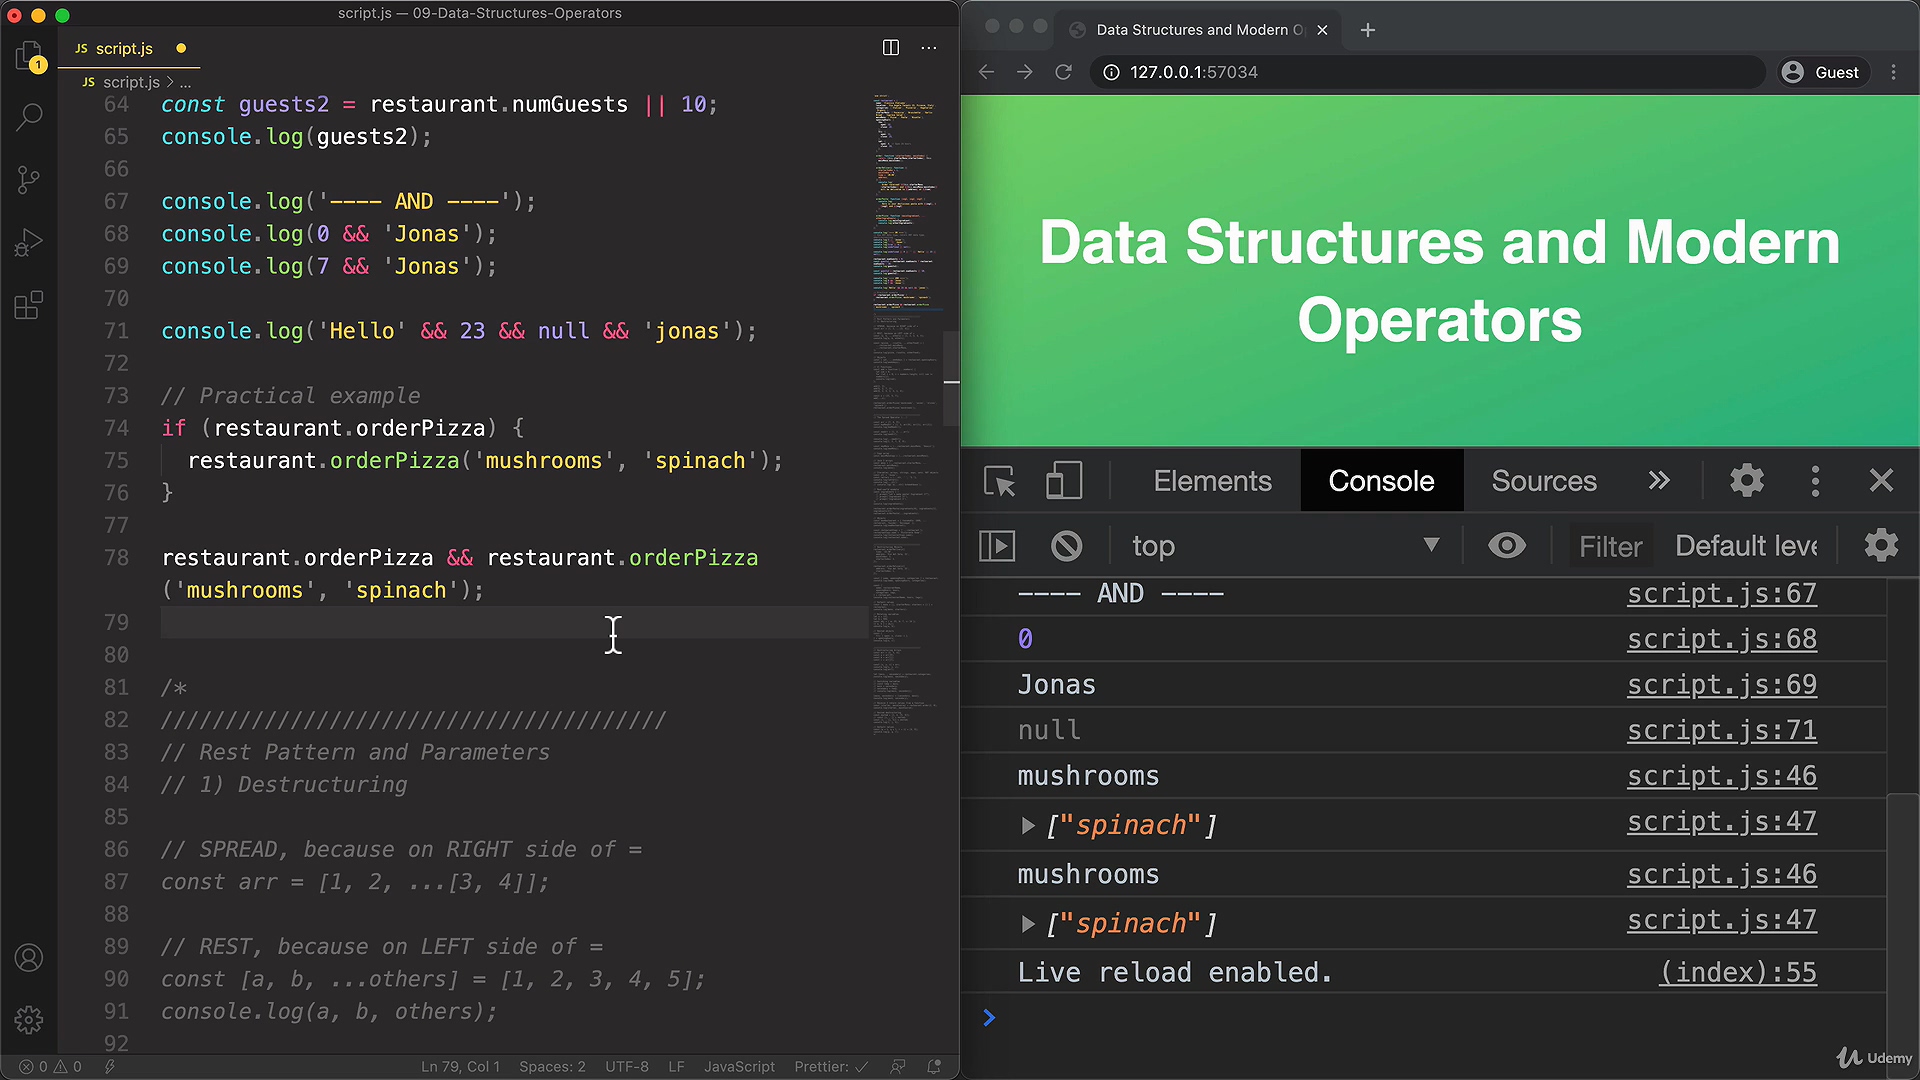 script.js — 09-Data-Structures-Operators
JS script.js
1
JS script.js > ...
64 const guests2 = restaurant.numGuests || 10;
65 console.log(guests2);
66
67 console.log('---- AND ----');
68 console.log(0 && 'Jonas');
69 console.log(7 && 'Jonas');
70
71 console.log('Hello' && 23 && null && 'jonas');
72
73 // Practical example
74 if (restaurant.orderPizza) {
75 restaurant.orderPizza('mushrooms', 'spinach');
76 }
77
78 restaurant.orderPizza && restaurant.orderPizza
('mushrooms', 'spinach');
79
80
81 /*
82 ///////////////////////////////////////
83 // Rest Pattern and Parameters
84 // 1) Destructuring
85
86 // SPREAD, because on RIGHT side of =
87 const arr = [1, 2, ...[3, 4]];
88
89 // REST, because on LEFT side of =
90 const [a, b, ...others] = [1, 2, 3, 4, 5];
91 console.log(a, b, others);
92
0 0 Ln 79, Col 1 Spaces: 2 UTF-8 LF JavaScript Prettier: ✓
Data Structures and Modern O
127.0.0.1:57034 Guest
Data Structures and Modern
Operators
Elements Console Sources »
top Filter Default leve
---- AND ---- script.js:67
0 script.js:68
Jonas script.js:69
null script.js:71
mushrooms script.js:46
["spinach"] script.js:47
mushrooms script.js:46
["spinach"] script.js:47
Live reload enabled. (index):55
>
Udemy